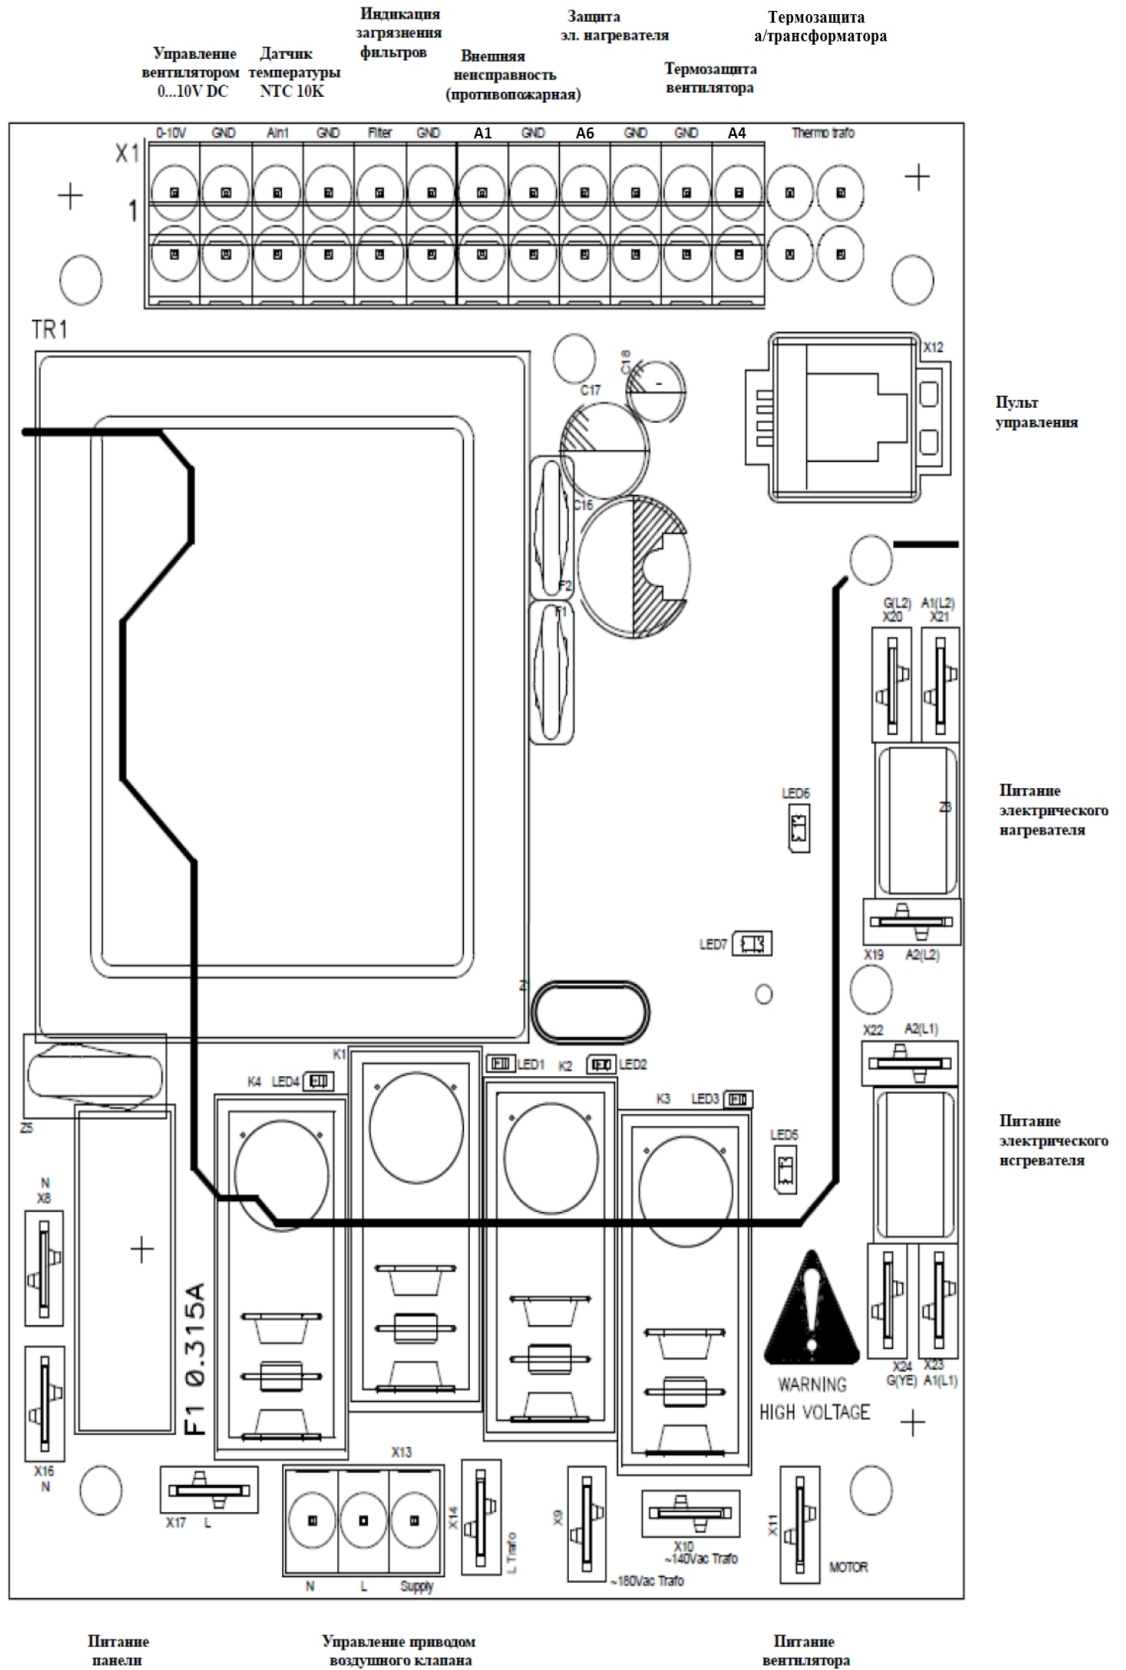 Индикация
загрязнения
фильтров
Защита
эл. нагревателя
Термозащита
а/трансформатора
Управление
вентилятором
0...10V DC
Датчик
температуры
NTC 10K
Внешняя
неисправность
(противопожарная)
Термозащита
вентилятора
0-10V GND Ain1 GND Filter GND A1 GND A6 GND GND A4 Thermo trafo
X1
1
TR1
X12
C18
C17
C16
Пульт
управления
F2
F1
G(L2) A1(L2)
X20 X21
LED6
Z3
Питание
электрического
нагревателя
LED7
X19 A2(L2)
Z1
X22 A2(L1)
K1
LED1 K2 LED2
K4 LED4
K3 LED3
Z5
LED5
Питание
электрического
нсгревателя
N
X8
F1 0.315A
WARNING
HIGH VOLTAGE
X24 X23
G(YE) A1(L1)
X16
N
X17 L
X13
N L Supply
X14
L Trafo
X9
~180Vac Trafo
X10
~140Vac Trafo
X11
MOTOR
Питание
панели
Управление приводом
воздушного клапана
Питание
вентилятора